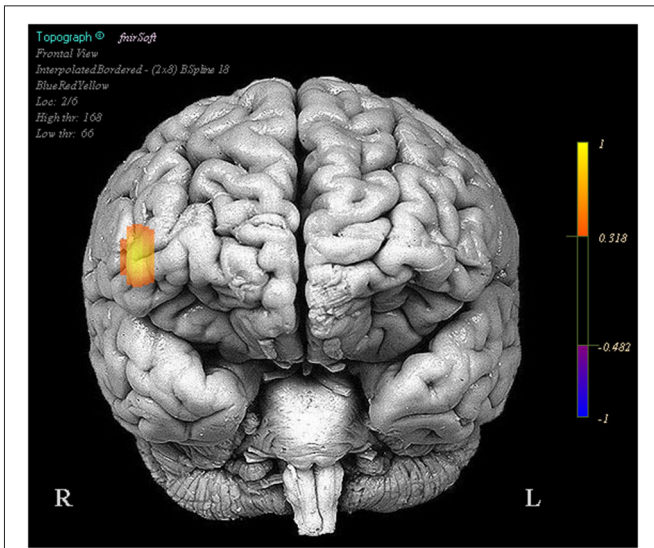 Topograph © fnirSoft
Frontal View
InterpolatedBordered - (2x8) BSpline 18
BlueRedYellow
Loc: 2/6
High thr: 168
Low thr: 66
1
0.318
-0.482
-1
R
L